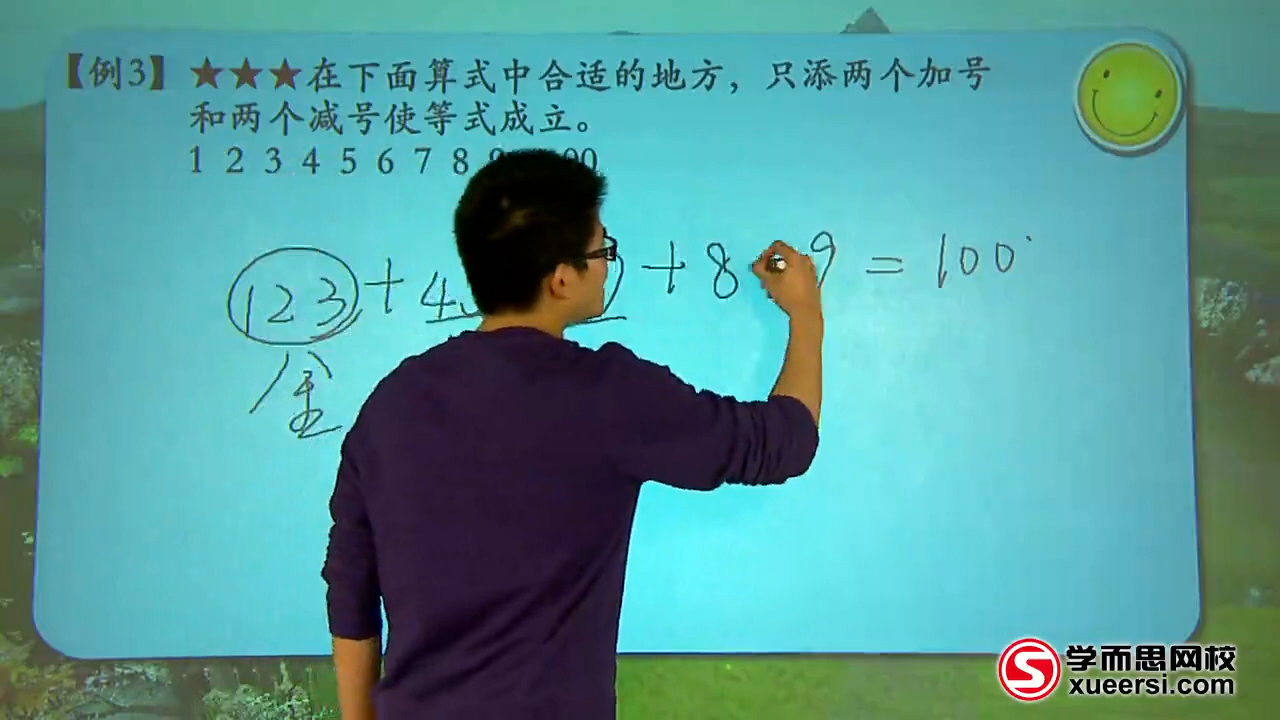 【例3】★★★在下面算式中合适的地方，只添两个加号
和两个减号使等式成立。
1 2 3 4 5 6 7 8
123 + 4 + 8 9 = 100
金
学而思网校
xueersi.com